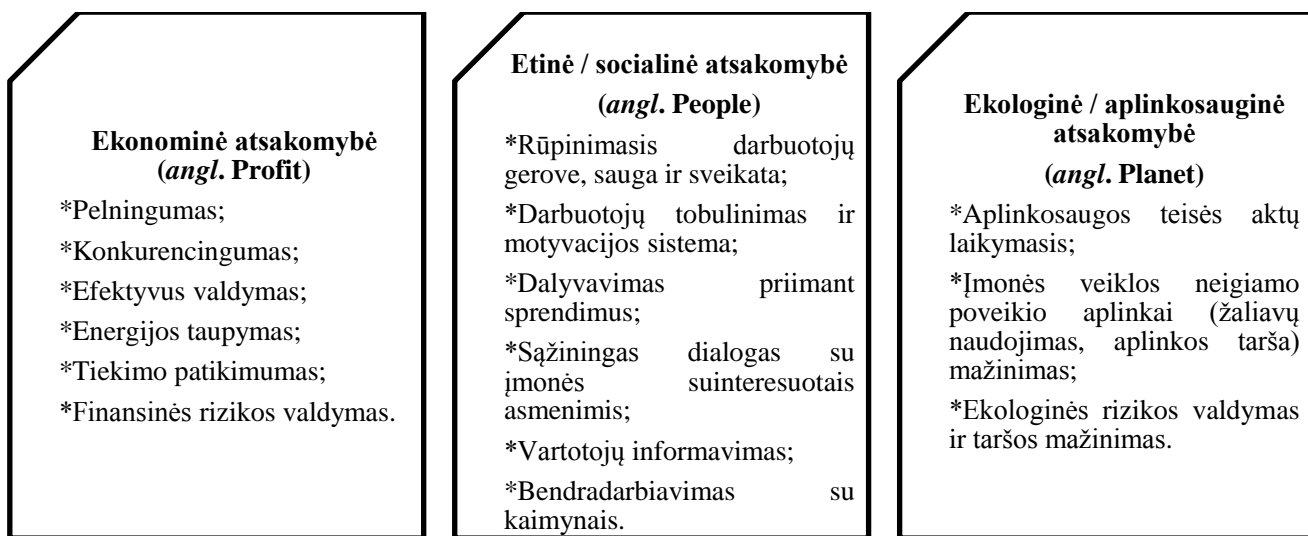 Ekonominė atsakomybė
(angl. Profit)
*Pelningumas;
*Konkurencingumas;
*Efektyvus valdymas;
*Energijos taupymas;
*Tiekimo patikimumas;
*Finansinės rizikos valdymas.
Etinė / socialinė atsakomybė
(angl. People)
*Rūpinimasis darbuotojų
gerove, sauga ir sveikata;
*Darbuotojų tobulinimas ir
motyvacijos sistema;
*Dalyvavimas priimant
sprendimus;
*Sąžiningas dialogas su
įmonės suinteresuotais
asmenimis;
*Vartotojų informavimas;
*Bendradarbiavimas su
kaimynais.
Ekologinė / aplinkosauginė
atsakomybė
(angl. Planet)
*Aplinkosaugos teisės aktų
laikymasis;
*Įmonės veiklos neigiamo
poveikio aplinkai (žaliavų
naudojimas, aplinkos tarša)
mažinimas;
*Ekologinės rizikos valdymas
ir taršos mažinimas.